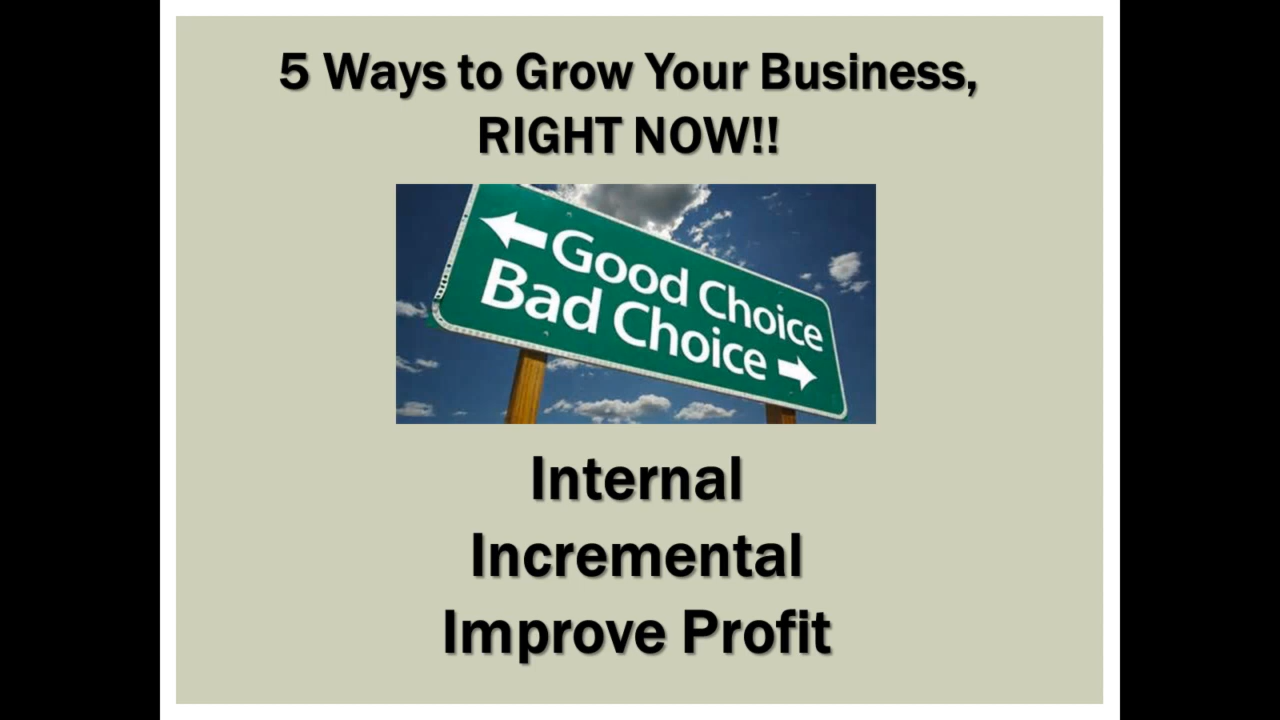 5 Ways to Grow Your Business,
RIGHT NOW!!
Good Choice
Bad Choice
Internal
Incremental
Improve Profit